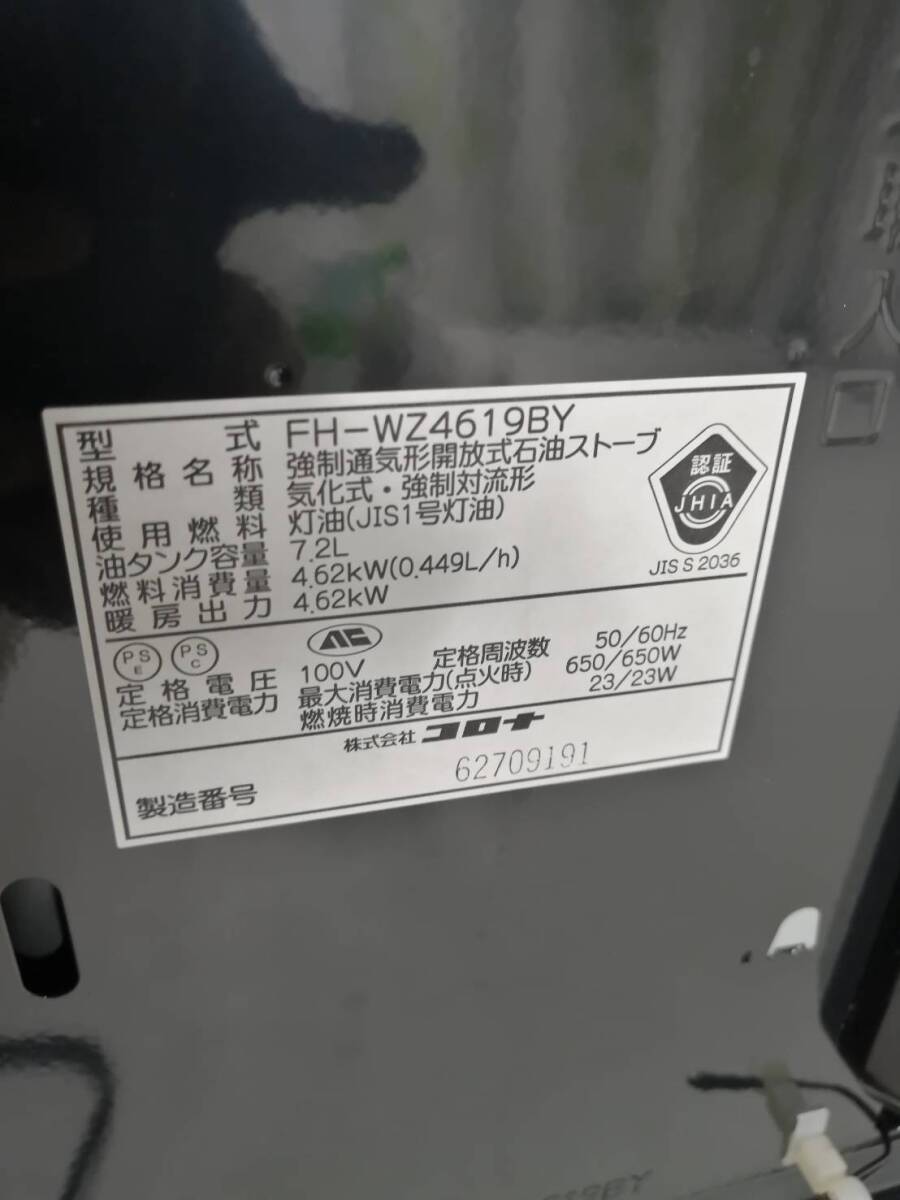 型式 FH-WZ4619BY
規格名称 強制通気形開放式石油ストーブ
種類 気化式・強制対流形
使用燃料 灯油(JIS1号灯油)
油タンク容量 7.2L
燃料消費量 4.62kW(0.449L/h)
暖房出力 4.62kW
認証
JHIA
JIS S 2036
PS E PS C
定格電圧 100V 定格周波数 50/60Hz
定格消費電力 最大消費電力(点火時) 650/650W
燃焼時消費電力 23/23W
株式会社 コロナ
製造番号 62709191